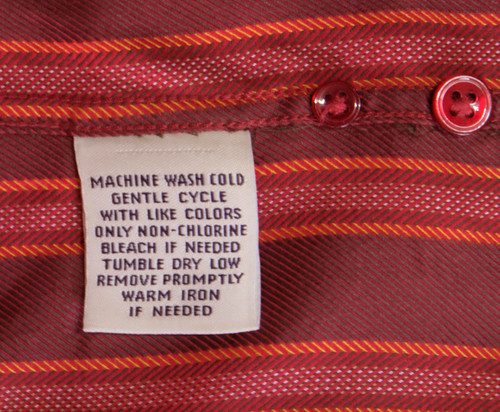 MACHINE WASH COLD
GENTLE CYCLE
WITH LIKE COLORS
ONLY NON-CHLORINE
BLEACH IF NEEDED
TUMBLE DRY LOW
REMOVE PROMPTLY
WARM IRON
IF NEEDED